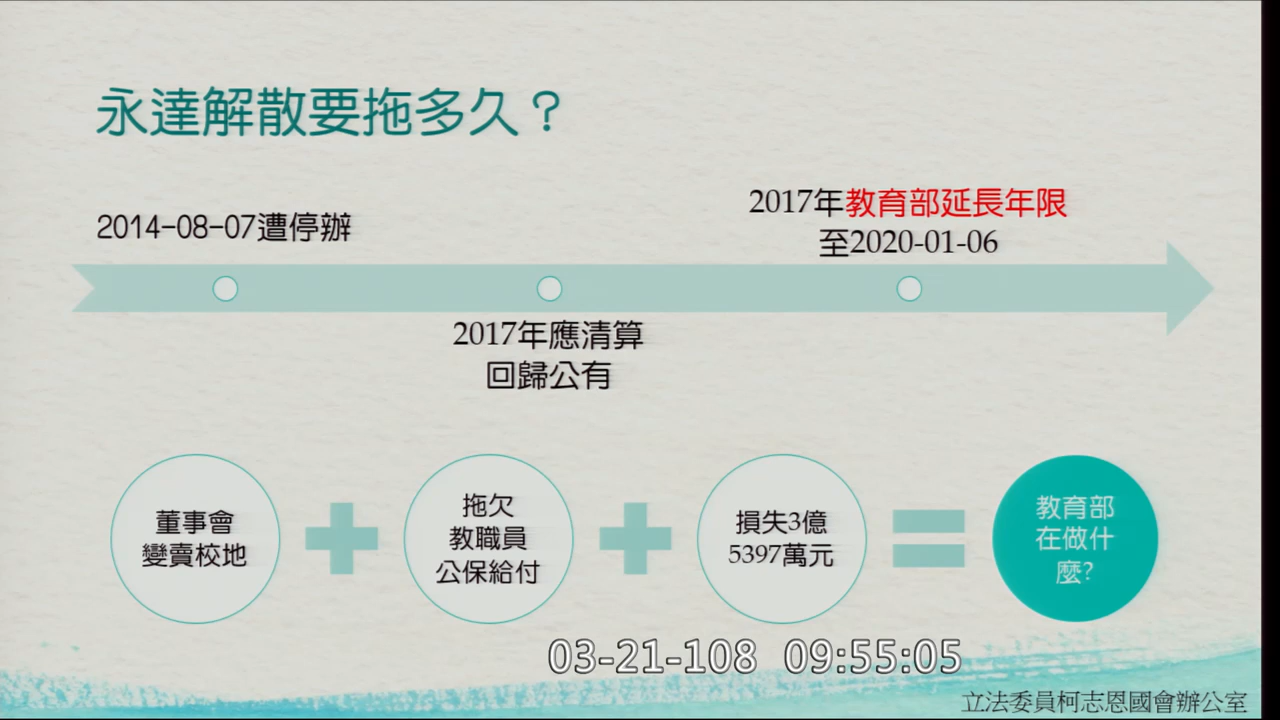 永達解散要拖多久？
2014-08-07遭停辦
2017年教育部延長年限
至2020-01-06
2017年應清算
回歸公有
董事會
變賣校地
拖欠
教職員
公保給付
損失3億
5397萬元
教育部
在做什
麼?
03-21-108 09:55:05
立法委員柯志恩國會辦公室